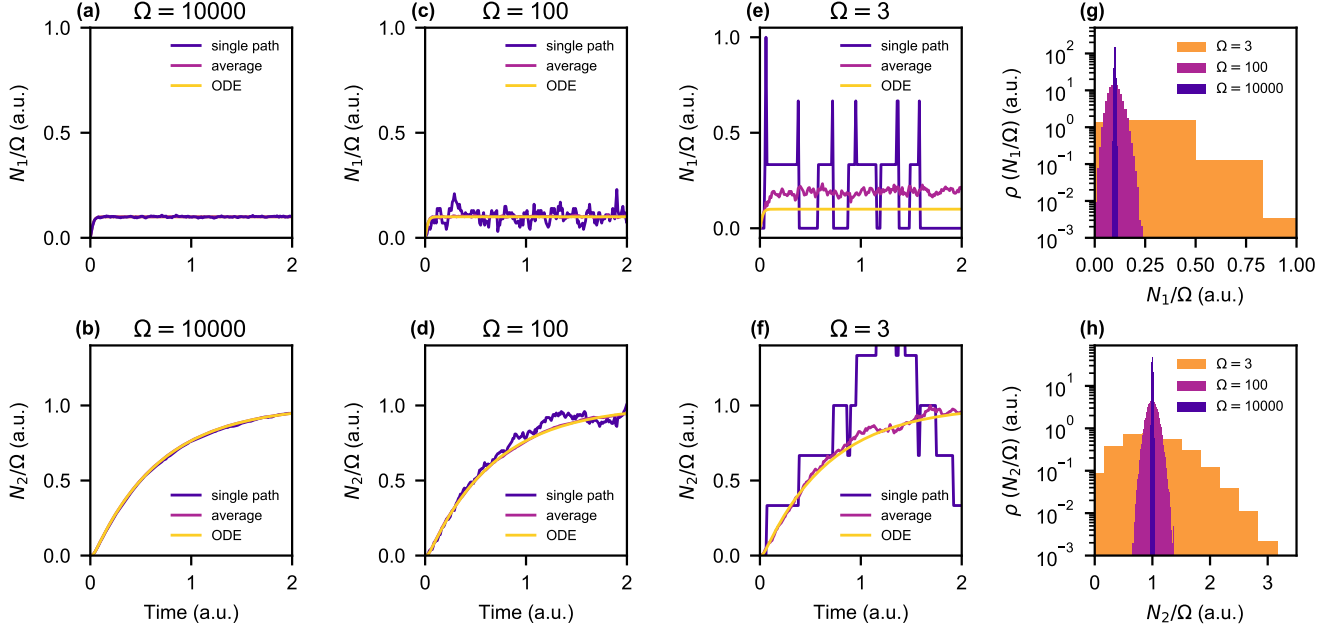 (a) Ω = 10000
1.0
0.5
0.0
N₁/Ω (a.u.)
single path
average
ODE
0 1 2
(c) Ω = 100
1.0
0.5
0.0
N₁/Ω (a.u.)
single path
average
ODE
0 1 2
(e) Ω = 3
1.0
0.5
0.0
N₁/Ω (a.u.)
single path
average
ODE
0 1 2
(g)
10²
10¹
10⁰
10⁻¹
10⁻²
10⁻³
ρ (N₁/Ω) (a.u.)
Ω = 3
Ω = 100
Ω = 10000
0.00 0.25 0.50 0.75 1.00
N₁/Ω (a.u.)
(b) Ω = 10000
1.0
0.5
0.0
N₂/Ω (a.u.)
single path
average
ODE
0 1 2
Time (a.u.)
(d) Ω = 100
1.0
0.5
0.0
N₂/Ω (a.u.)
single path
average
ODE
0 1 2
Time (a.u.)
(f) Ω = 3
1.0
0.5
0.0
N₂/Ω (a.u.)
single path
average
ODE
0 1 2
Time (a.u.)
(h)
10¹
10⁰
10⁻¹
10⁻²
10⁻³
ρ (N₂/Ω) (a.u.)
Ω = 3
Ω = 100
Ω = 10000
0 1 2 3
N₂/Ω (a.u.)